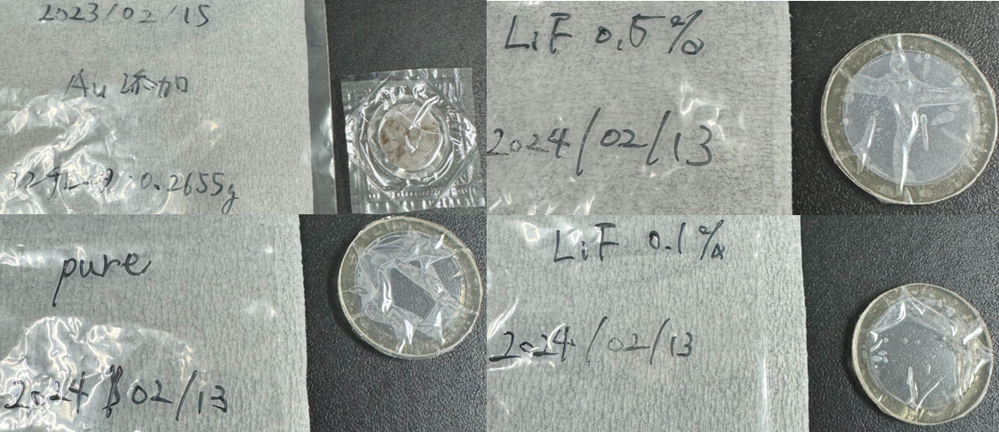 2023/02/15
Au 添加
0.2655g
LiF 0.5%
2024/02/13
pure
2024 02/13
LiF 0.1%
2024/02/13